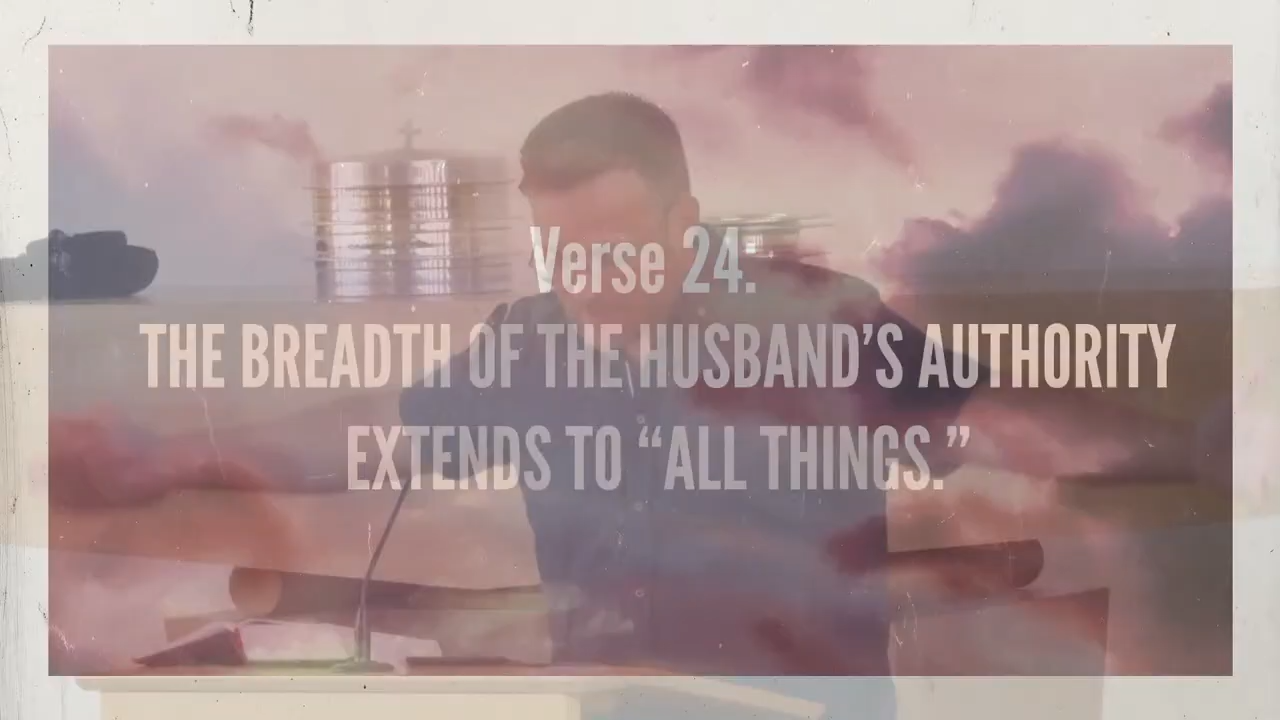 Verse 24:
THE BREADTH OF THE HUSBAND’S AUTHORITY
EXTENDS TO “ALL THINGS.”